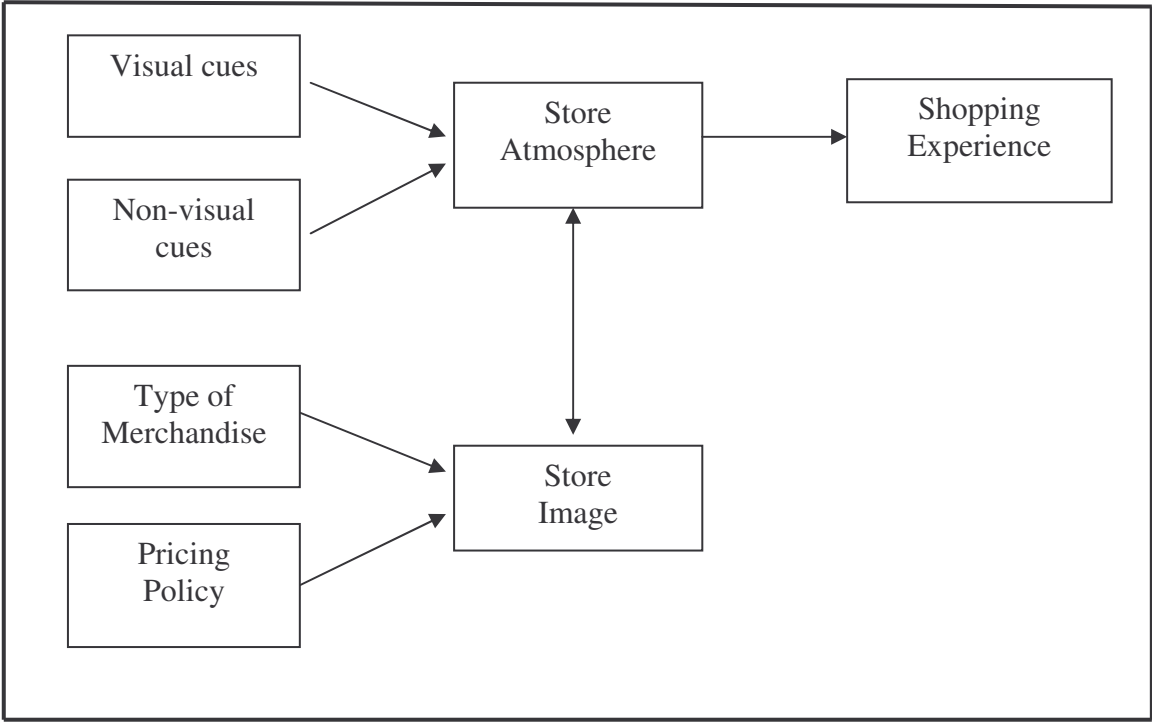 Visual cues
Non-visual
cues
Store
Atmosphere
Shopping
Experience
Type of
Merchandise
Pricing
Policy
Store
Image